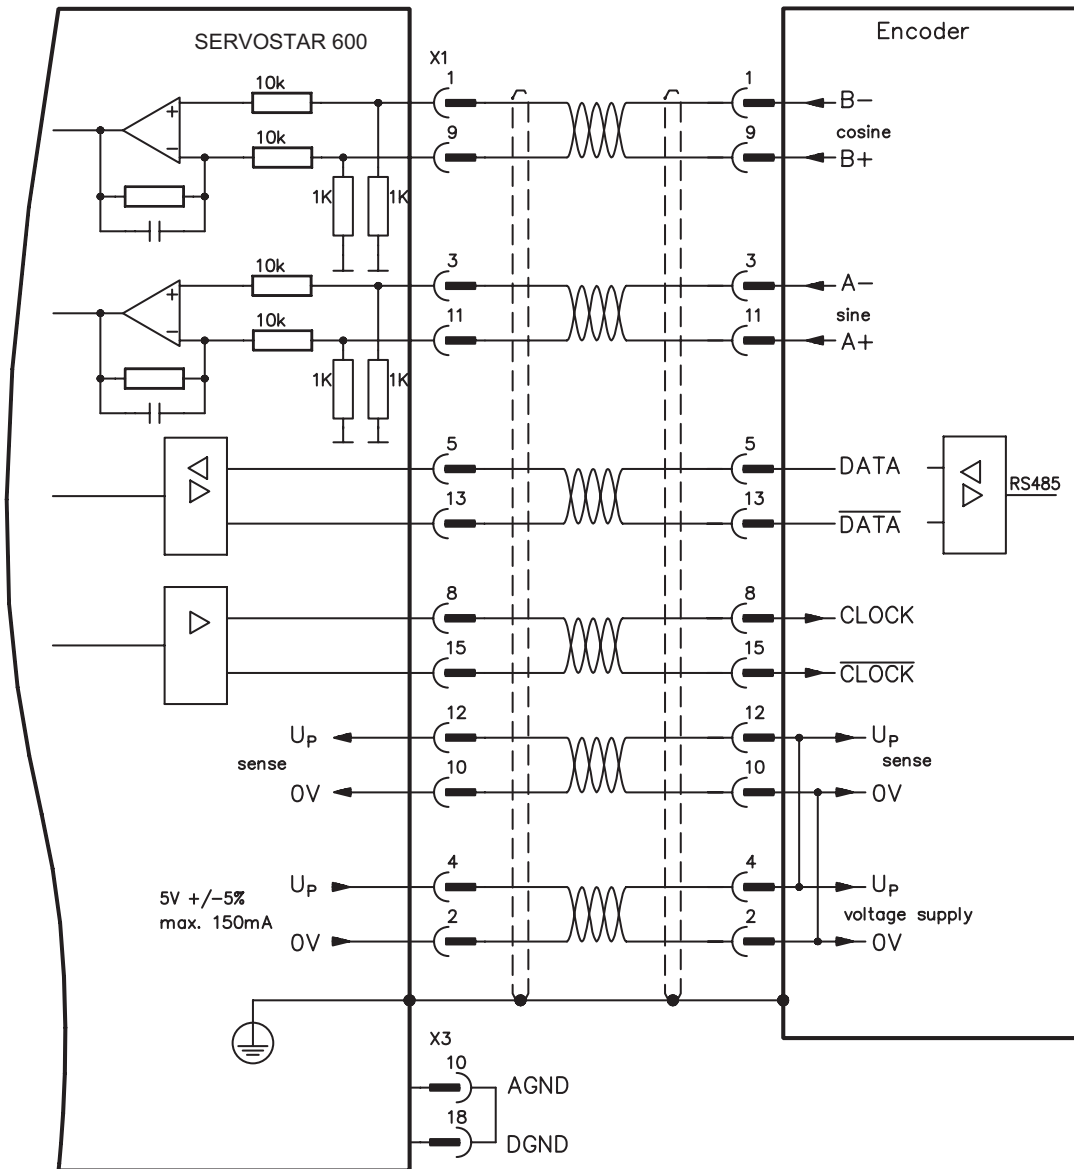 SERVOSTAR 600
Encoder
X1
10k
1
1
B-
10k
9
9
cosine
B+
1K
1K
10k
3
3
A-
10k
11
11
sine
A+
1K
1K
5
5
DATA
RS485
13
13
DATA
8
8
CLOCK
15
15
CLOCK
UP
12
12
UP
sense
sense
0V
10
10
0V
5V +/-5%
max. 150mA
UP
4
4
UP
voltage supply
0V
2
2
0V
X3
10
AGND
18
DGND